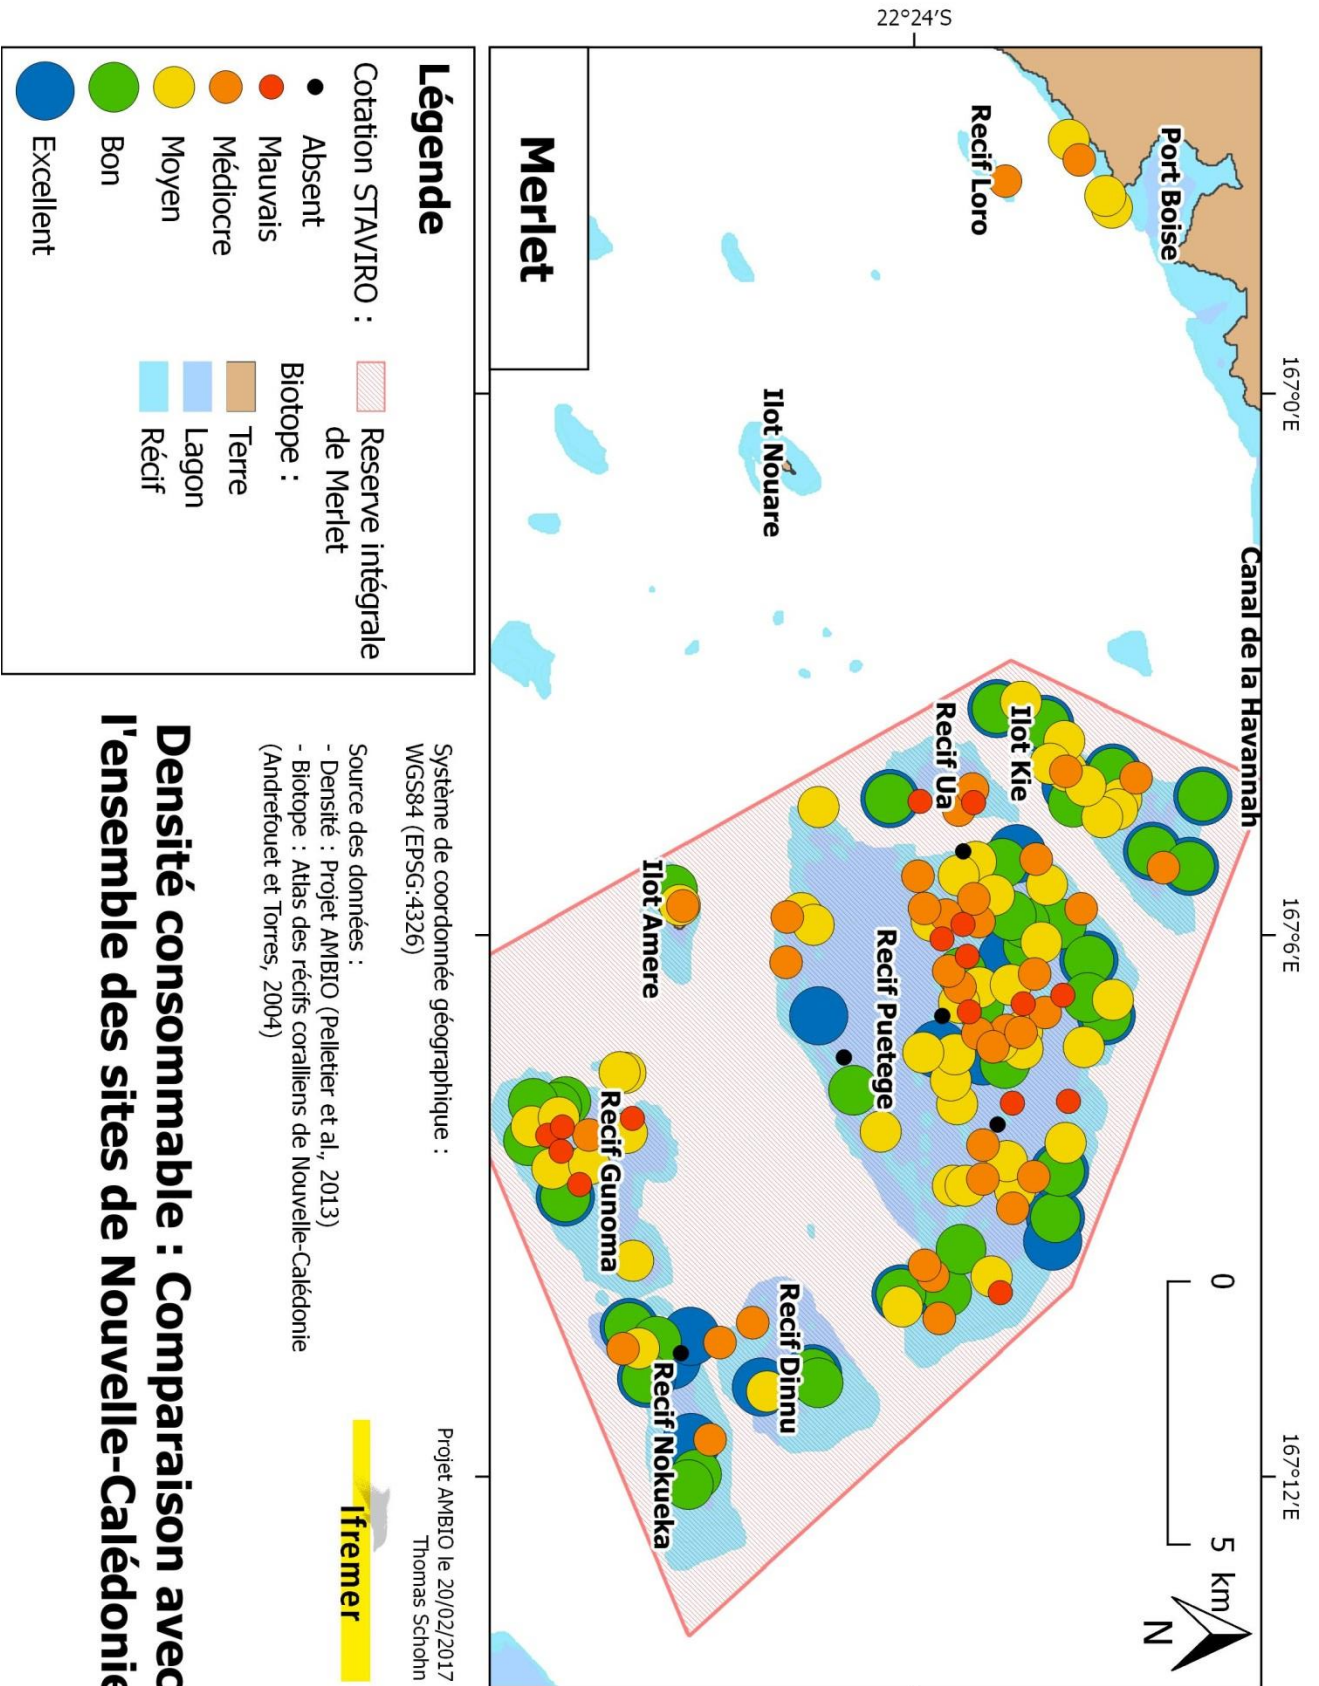 22°24'S
167°0'E
167°6'E
167°12'E
Canal de la Havannah
Port Boise
Recif Loro
Ilot Kie
Recif Ua
Ilot Nouare
Recif Puetege
Ilot Amere
Recif Gunoma
Recif Dinnu
Recif Nokueka
0
5 km
N
Merlet
Légende
Cotation STAVIRO :
Absent
Mauvais
Médiocre
Moyen
Bon
Excellent
Reserve intégrale
de Merlet
Biotope :
Terre
Lagon
Récif
Système de coordonnée géographique :
WGS84 (EPSG:4326)
Source des données :
- Densité : Projet AMBIO (Pelletier et al., 2013)
- Biotope : Atlas des récifs coralliens de Nouvelle-Calédonie
(Andrefouet et Torres, 2004)
Projet AMBIO le 20/02/2017
Thomas Schohn
Ifremer
Densité consommable : Comparaison avec
l'ensemble des sites de Nouvelle-Calédonie